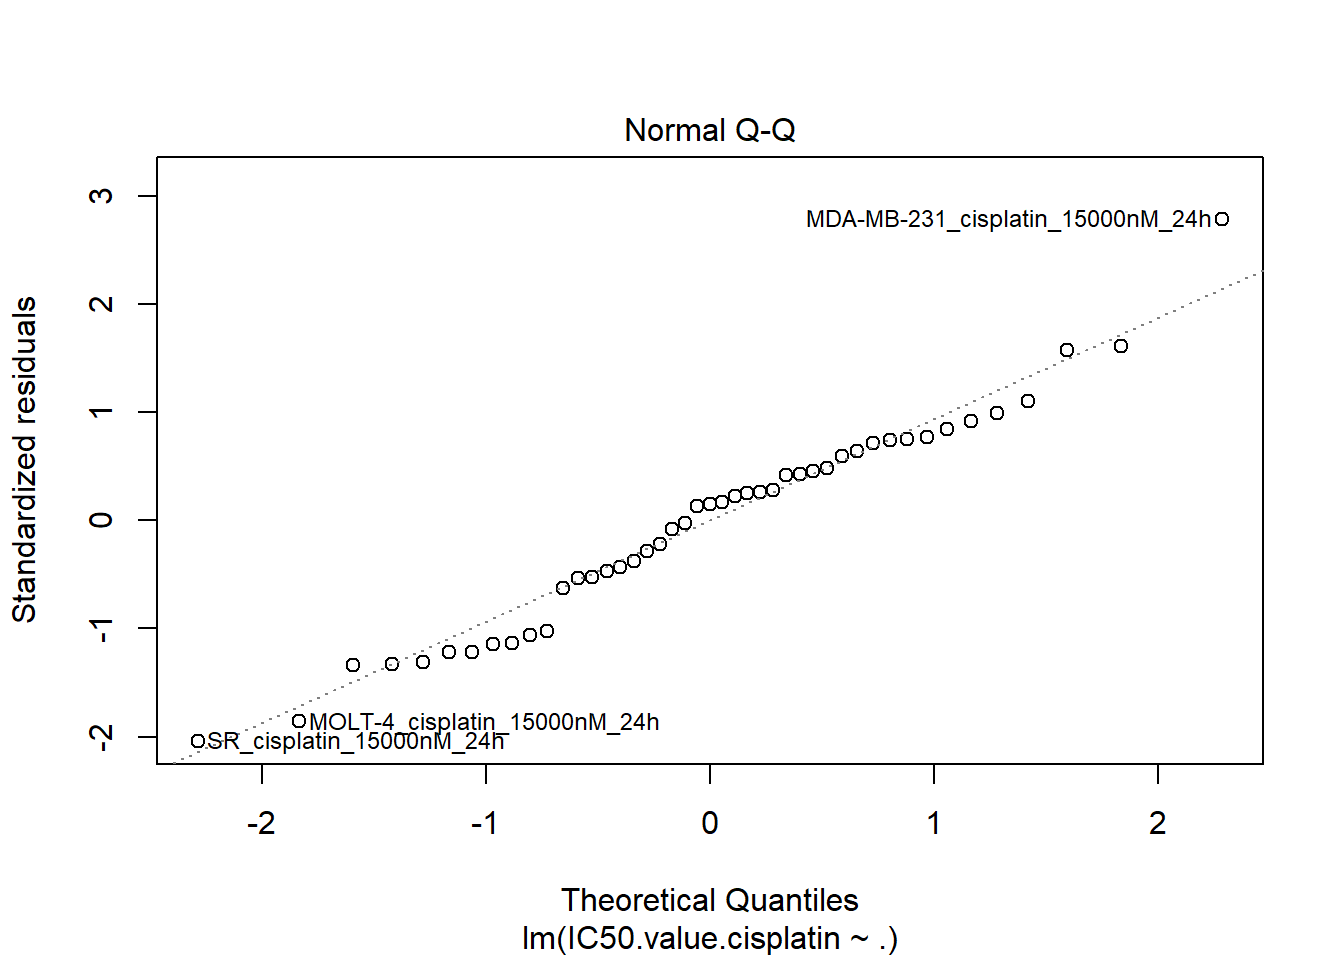 Normal Q-Q
3
MDA-MB-231_cisplatin_15000nM_24h
2
1
0
-1
-2
Standardized residuals
MOLT-4_cisplatin_15000nM_24h
SR_cisplatin_15000nM_24h
-2 -1 0 1 2
Theoretical Quantiles
lm(IC50.value.cisplatin ~ .)